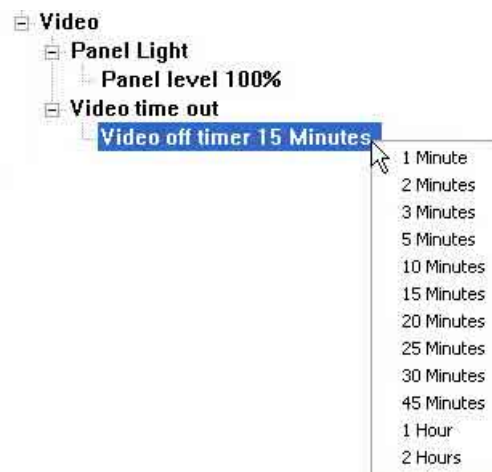 Video
Panel Light
Panel level 100%
Video time out
Video off timer 15 Minutes
1 Minute
2 Minutes
3 Minutes
5 Minutes
10 Minutes
15 Minutes
20 Minutes
25 Minutes
30 Minutes
45 Minutes
1 Hour
2 Hours